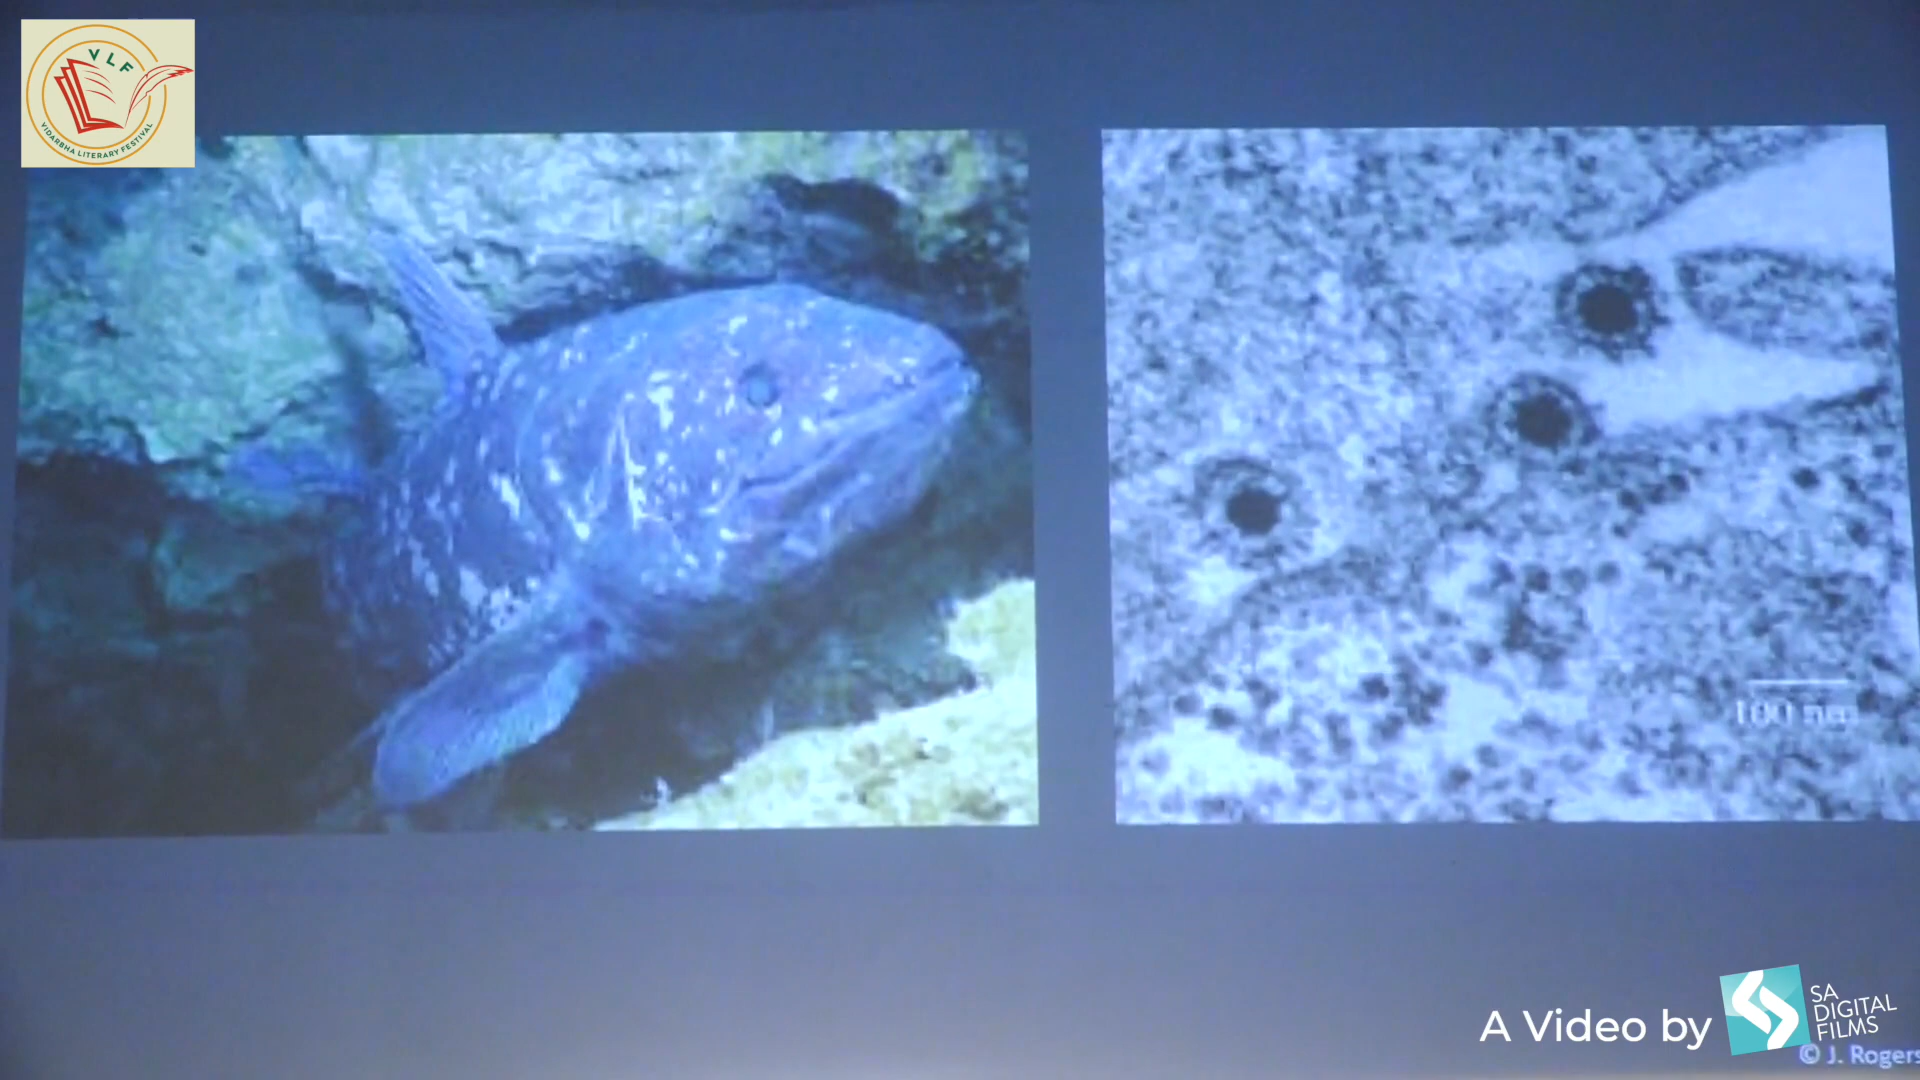 VLF
VIDARBHA LITERARY FESTIVAL
100 nm
A Video by
SA
DIGITAL
FILMS
© J. Rogers